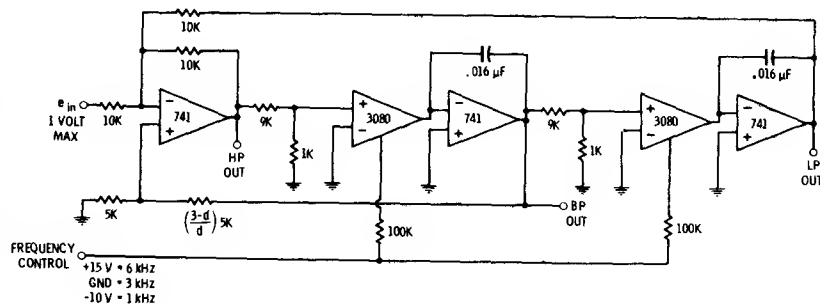 10K
10K
.016 µF
.016 µF
e in
1 VOLT
MAX
10K
−
+
741
9K
+
−
3080
−
+
741
9K
+
−
3080
−
+
741
HP
OUT
1K
1K
LP
OUT
5K
(3-d/d) 5K
BP
OUT
100K
100K
FREQUENCY
CONTROL
+15 V = 6 kHz
GND = 3 kHz
-10 V = 1 kHz